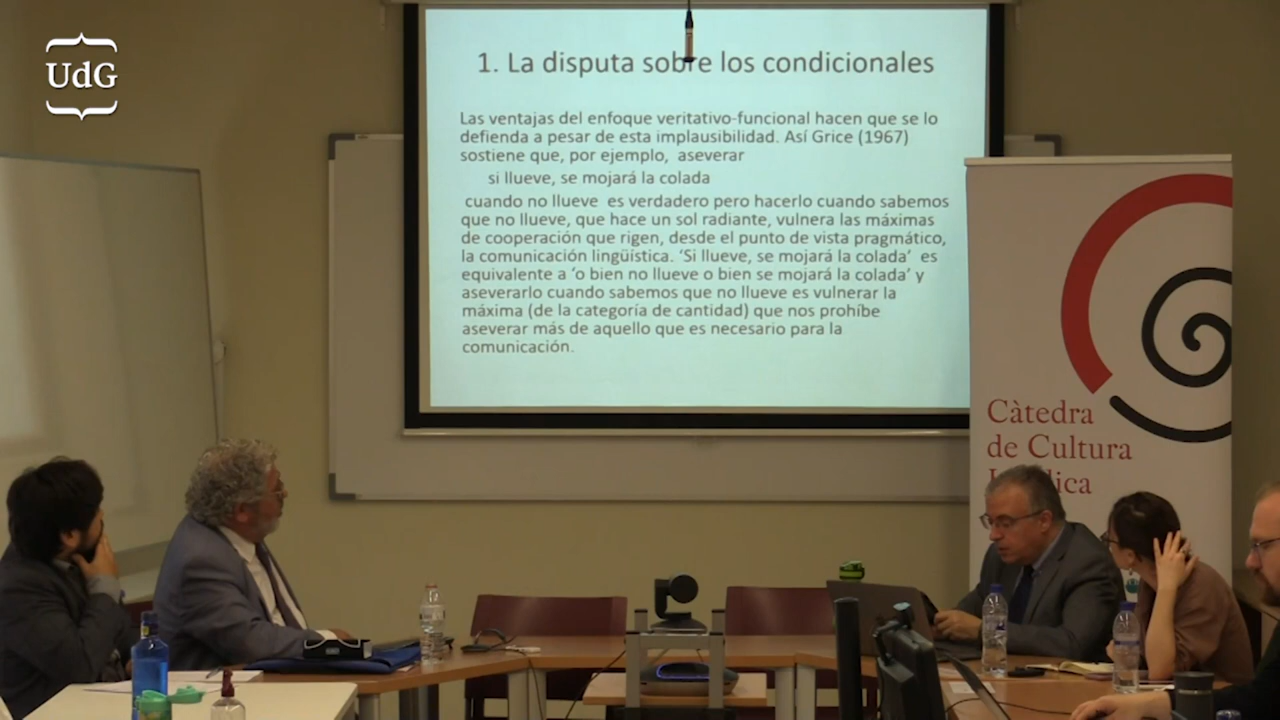 UdG
1. La disputa sobre los condicionales
Las ventajas del enfoque veritativo-funcional hacen que se lo
defienda a pesar de esta implausibilidad. Así Grice (1967)
sostiene que, por ejemplo, aseverar
si llueve, se mojará la colada
cuando no llueve es verdadero pero hacerlo cuando sabemos
que no llueve, que hace un sol radiante, vulnera las máximas
de cooperación que rigen, desde el punto de vista pragmático,
la comunicación lingüística. ‘Si llueve, se mojará la colada’ es
equivalente a ‘o bien no llueve o bien se mojará la colada’ y
aseverarlo cuando sabemos que no llueve es vulnerar la
máxima (de la categoría de cantidad) que nos prohíbe
aseverar más de aquello que es necesario para la
comunicación.
Càtedra
de Cultura